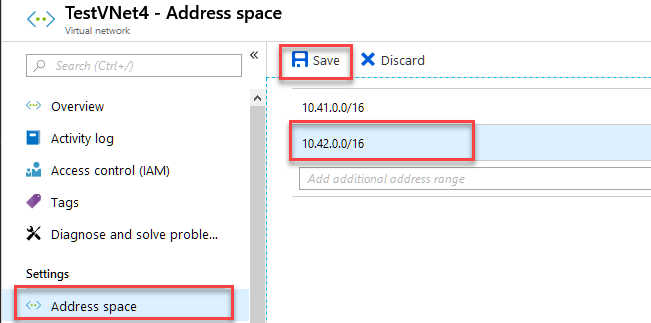 TestVNet4 - Address space
Virtual network
«
Search (Ctrl+/)
Save
Discard
Overview
Activity log
Access control (IAM)
Tags
Diagnose and solve proble...
Settings
Address space
10.41.0.0/16
10.42.0.0/16
Add additional address range